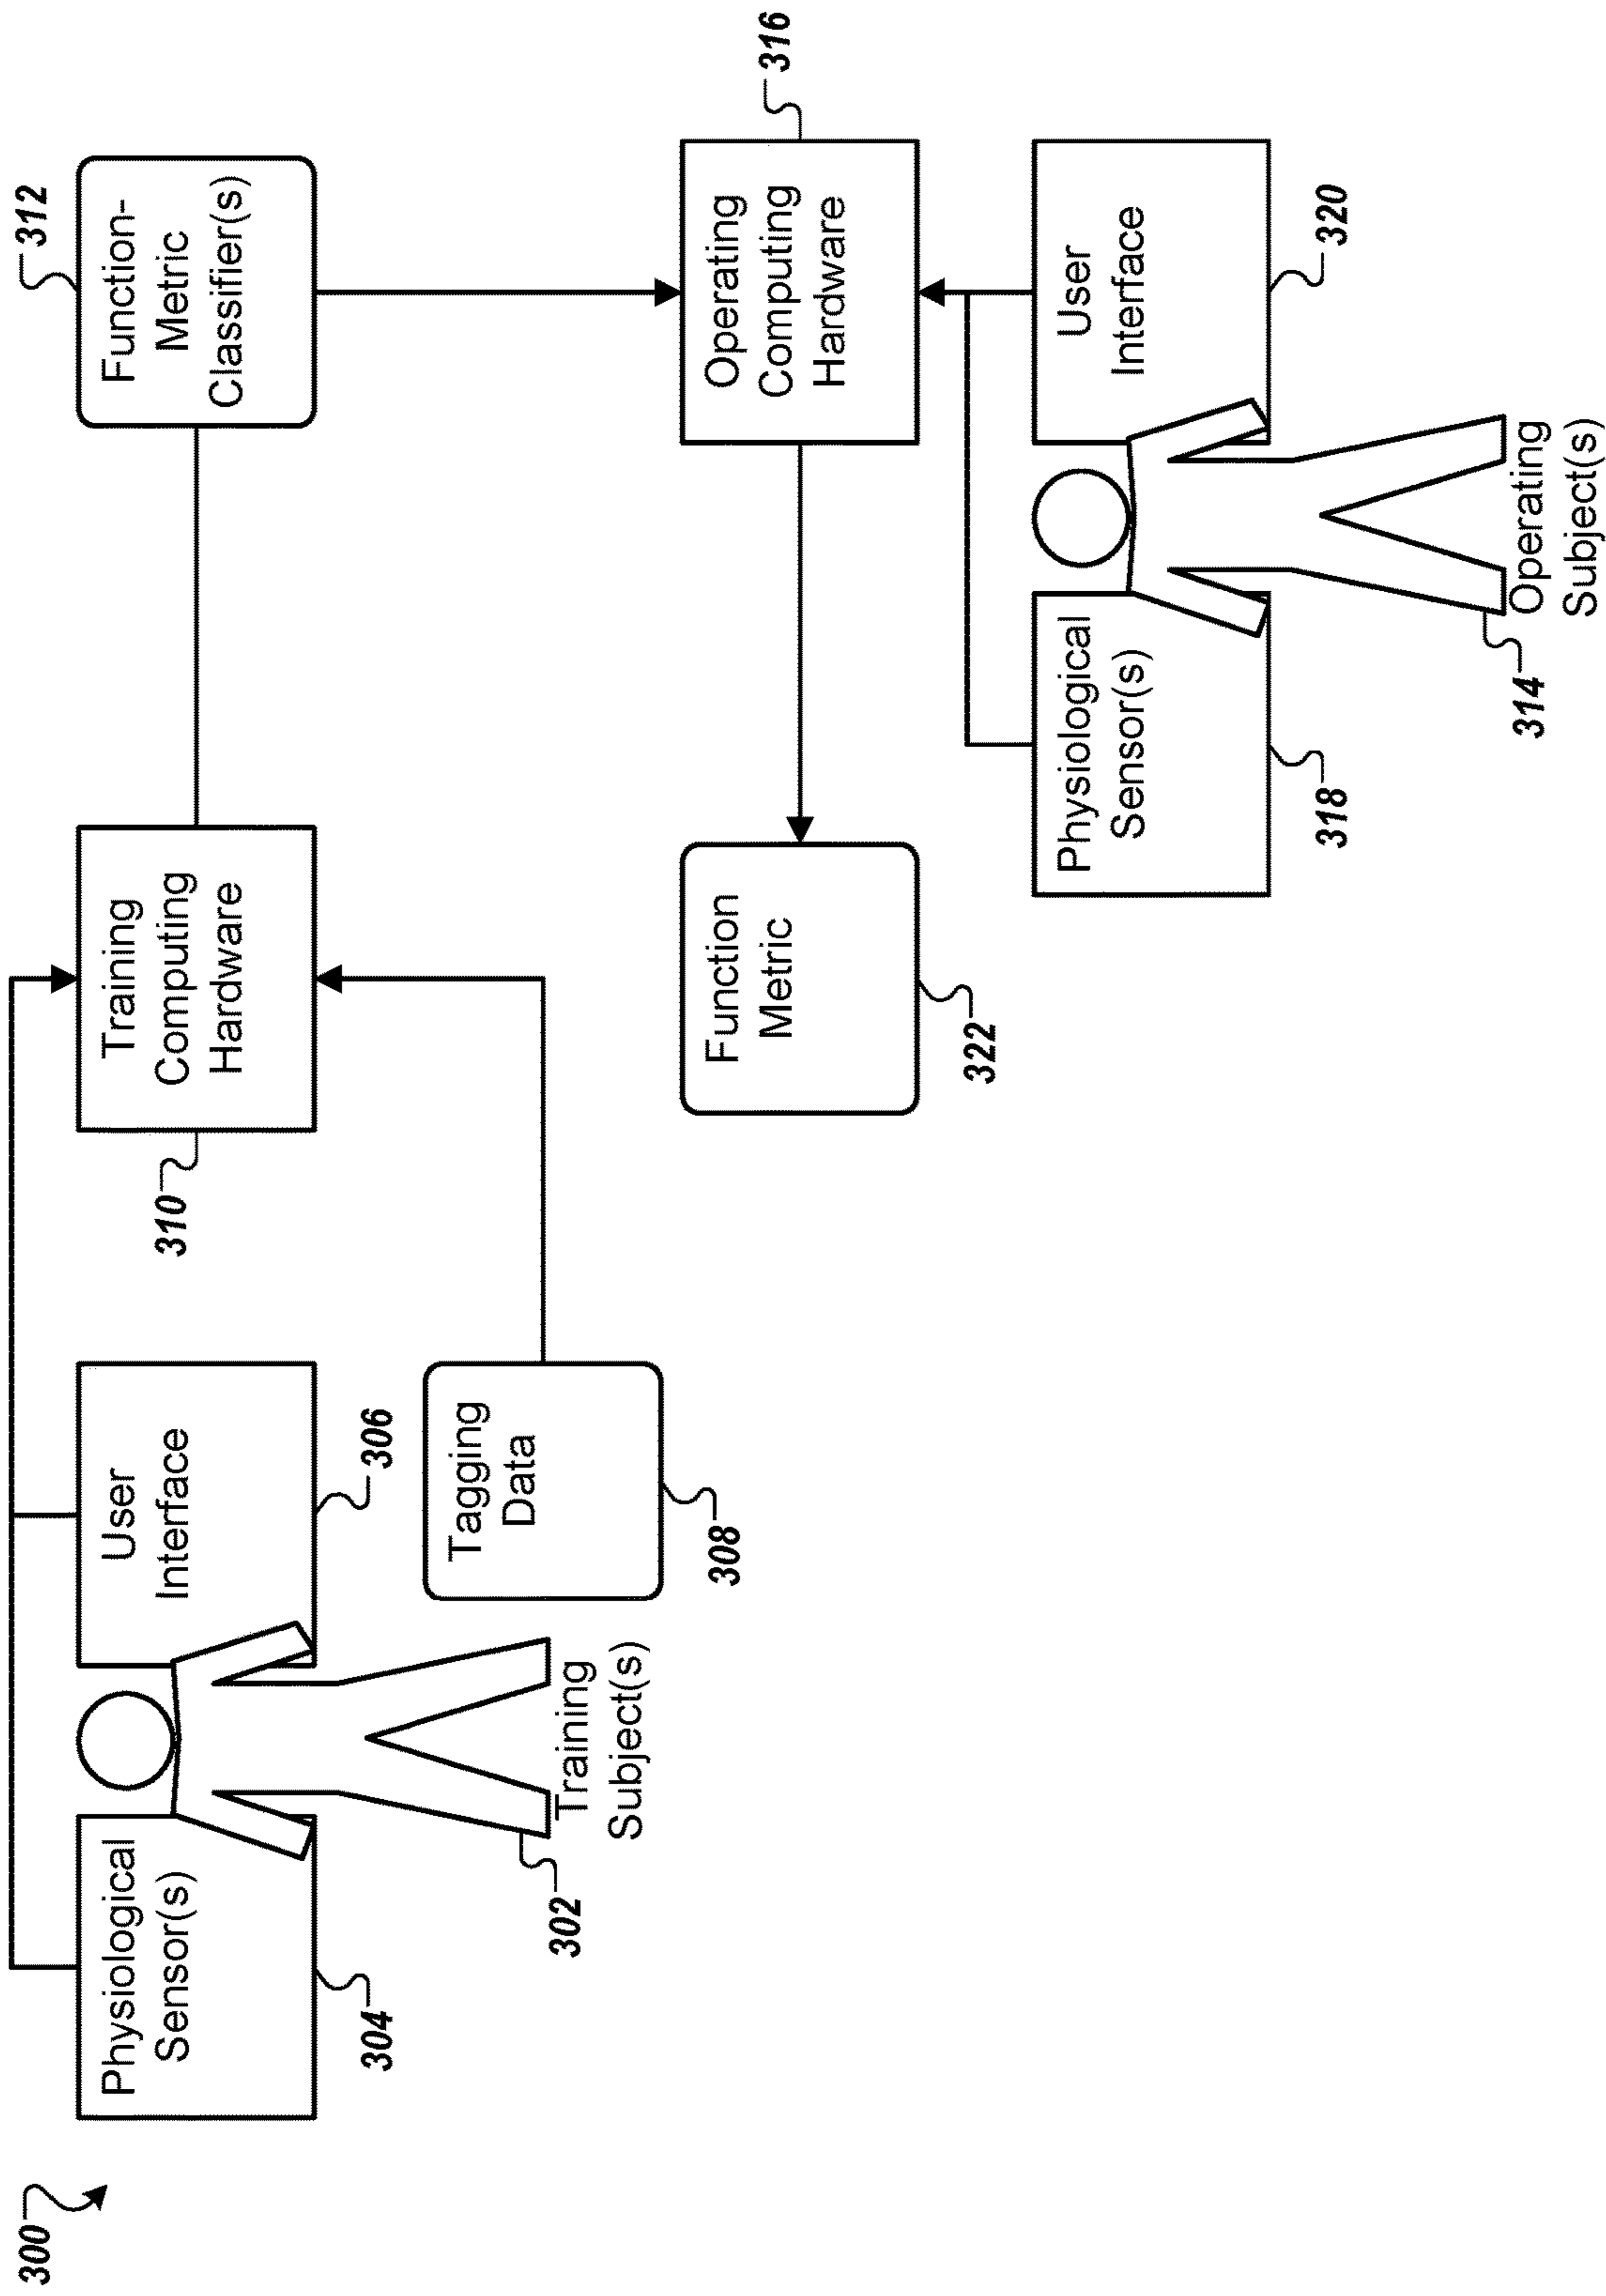 300
Physiological
Sensor(s)
304
User
Interface
306
Training
Subject(s)
302
Tagging
Data
308
Training
Computing
Hardware
310
Function-
Metric
Classifier(s)
312
Function
Metric
322
Operating
Computing
Hardware
316
Physiological
Sensor(s)
318
User
Interface
320
Operating
Subject(s)
314